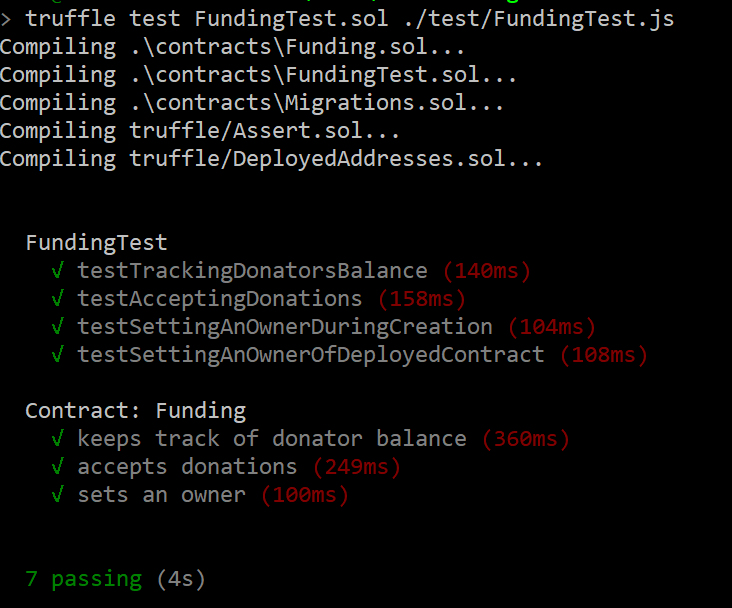 > truffle test FundingTest.sol ./test/FundingTest.js
Compiling .\contracts\Funding.sol...
Compiling .\contracts\FundingTest.sol...
Compiling .\contracts\Migrations.sol...
Compiling truffle/Assert.sol...
Compiling truffle/DeployedAddresses.sol...
FundingTest
√ testTrackingDonatorsBalance (140ms)
√ testAcceptingDonations (158ms)
√ testSettingAnOwnerDuringCreation (104ms)
√ testSettingAnOwnerOfDeployedContract (108ms)
Contract: Funding
√ keeps track of donator balance (360ms)
√ accepts donations (249ms)
√ sets an owner (100ms)
7 passing (4s)